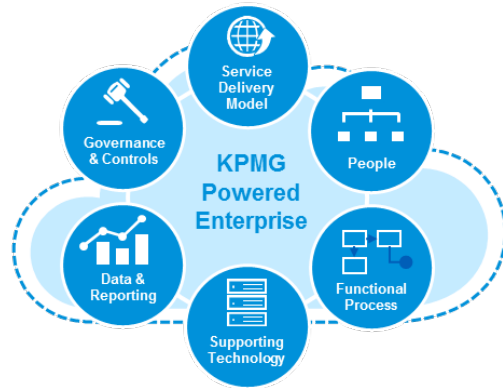 Service
Delivery
Model
Governance
& Controls
People
KPMG
Powered
Enterprise
Data &
Reporting
Functional
Process
Supporting
Technology